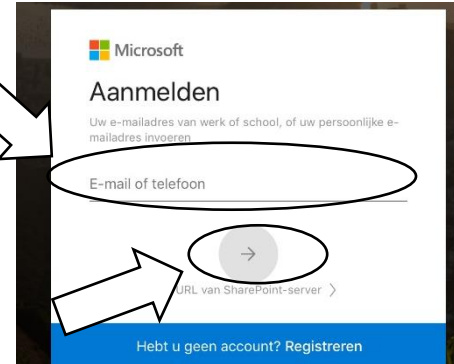 Microsoft
Aanmelden
Uw e-mailadres van werk of school, of uw persoonlijke e-
mailadres invoeren
E-mail of telefoon
URL van SharePoint-server
Hebt u geen account? Registreren